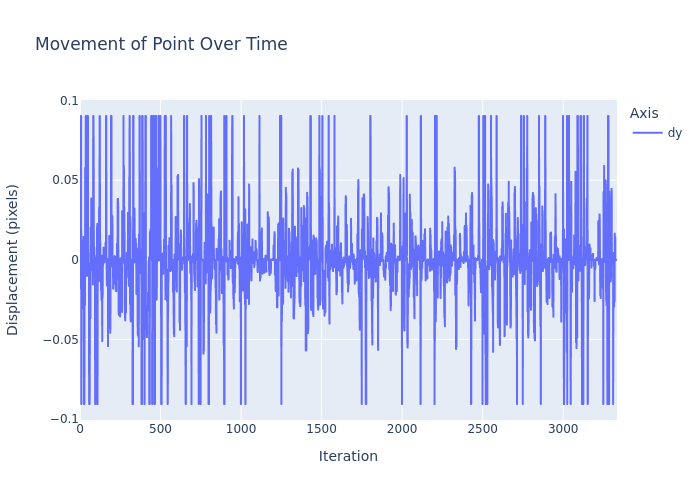 Movement of Point Over Time
Axis
dy
0.1
0.05
0
−0.05
−0.1
0
500
1000
1500
2000
2500
3000
Displacement (pixels)
Iteration